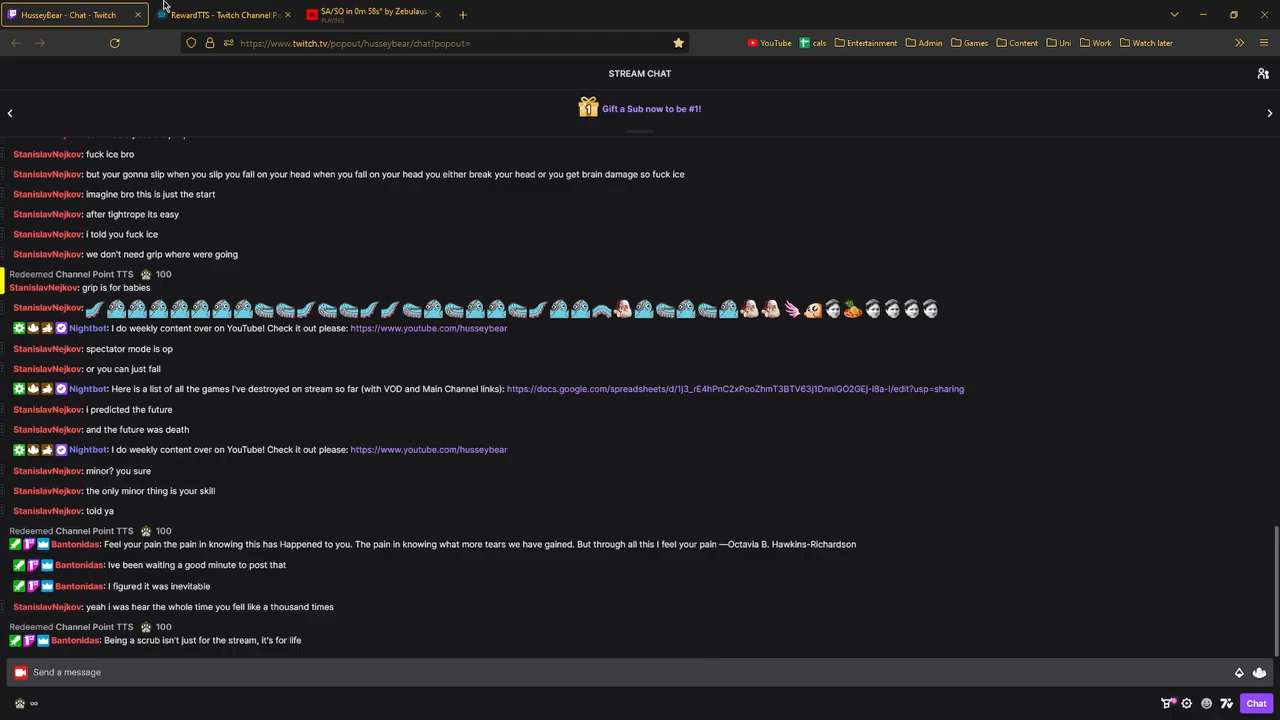 HusseyBear - Chat - Twitch
RewardTTS - Twitch Channel Po
SA/SO in 0m 58s* by Zebulaus
PLAYING
https://www.twitch.tv/popout/husseybear/chat?popout=
YouTube
cals
Entertainment
Admin
Games
Content
Uni
Work
Watch later
STREAM CHAT
1
Gift a Sub now to be #1!
StanislavNejkov: fuck ice bro
StanislavNejkov: but your gonna slip when you slip you fall on your head when you fall on your head you either break your head or you get brain damage so fuck ice
StanislavNejkov: imagine bro this is just the start
StanislavNejkov: after tightrope its easy
StanislavNejkov: i told you fuck ice
StanislavNejkov: we don't need grip where were going
Redeemed Channel Point TTS 100
StanislavNejkov: grip is for babies
StanislavNejkov:
Nightbot: I do weekly content over on YouTube! Check it out please: https://www.youtube.com/husseybear
StanislavNejkov: spectator mode is op
StanislavNejkov: or you can just fall
Nightbot: Here is a list of all the games I've destroyed on stream so far (with VOD and Main Channel links):
StanislavNejkov: i predicted the future
StanislavNejkov: and the future was death
Nightbot: I do weekly content over on YouTube! Check it out please: https://www.youtube.com/husseybear
StanislavNejkov: minor? you sure
StanislavNejkov: the only minor thing is your skill
StanislavNejkov: told ya
Redeemed Channel Point TTS 100
Bantonidas: Feel your pain the pain in knowing this has Happened to you. The pain in knowing what more tears we have gained. But through all this I feel your pain —Octavia B. Hawkins-Richardson
Bantonidas: Ive been waiting a good minute to post that
Bantonidas: I figured it was inevitable
StanislavNejkov: yeah i was hear the whole time you fell like a thousand times
Redeemed Channel Point TTS 100
Bantonidas: Being a scrub isn't just for the stream, it's for life
Send a message
∞
Chat